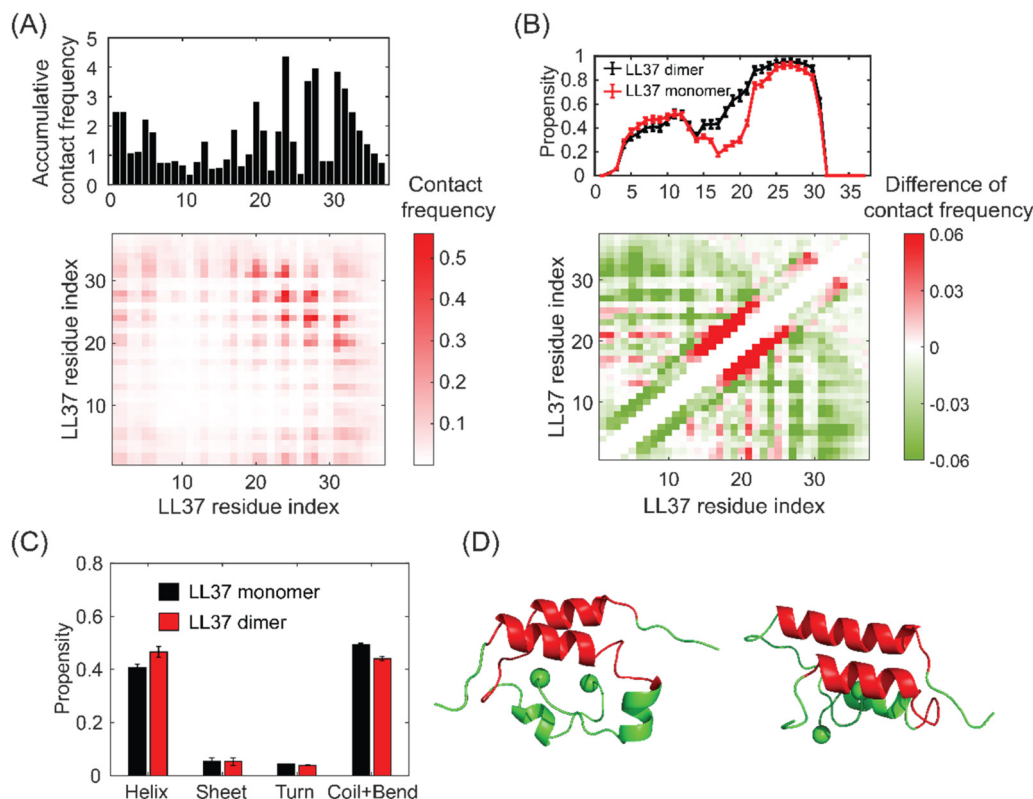 (A)
Accumulative
contact frequency
5
4
3
2
1
0
0 10 20 30
Contact
frequency
LL37 residue index
30
20
10
10 20 30
LL37 residue index
0.5
0.4
0.3
0.2
0.1
(B)
Propensity
1
0.8
0.6
0.4
0.2
0
LL37 dimer
LL37 monomer
0 5 10 15 20 25 30 35
Difference of
contact frequency
LL37 residue index
30
20
10
10 20 30
LL37 residue index
0.06
0.03
0
-0.03
-0.06
(C)
Propensity
0.8
0.6
0.4
0.2
0
LL37 monomer
LL37 dimer
Helix Sheet Turn Coil+Bend
(D)